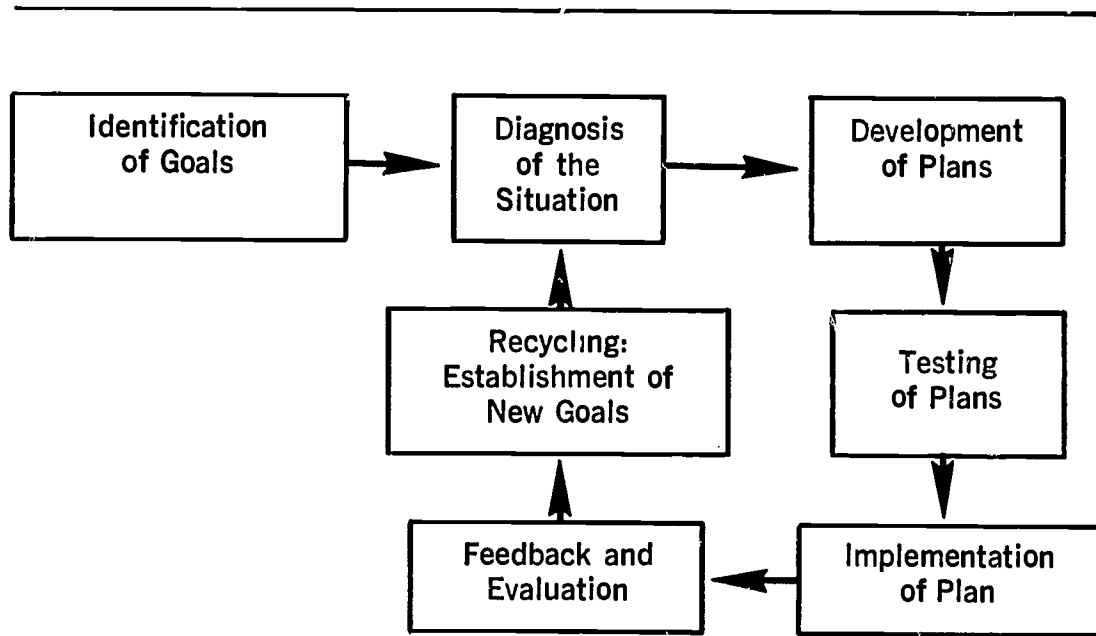 Identification
of Goals
Diagnosis
of the
Situation
Development
of Plans
Testing
of Plans
Implementation
of Plan
Feedback and
Evaluation
Recycling:
Establishment of
New Goals